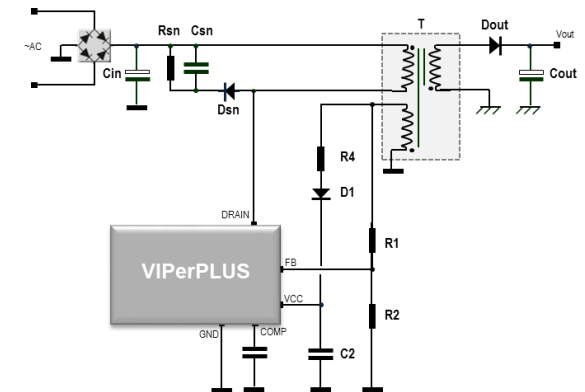 T
Dout
Vout
Rsn
Csn
~AC
Cin
Cout
Dsn
R4
D1
DRAIN
R1
VIPerPLUS
FB
VCC
R2
GND
COMP
C2